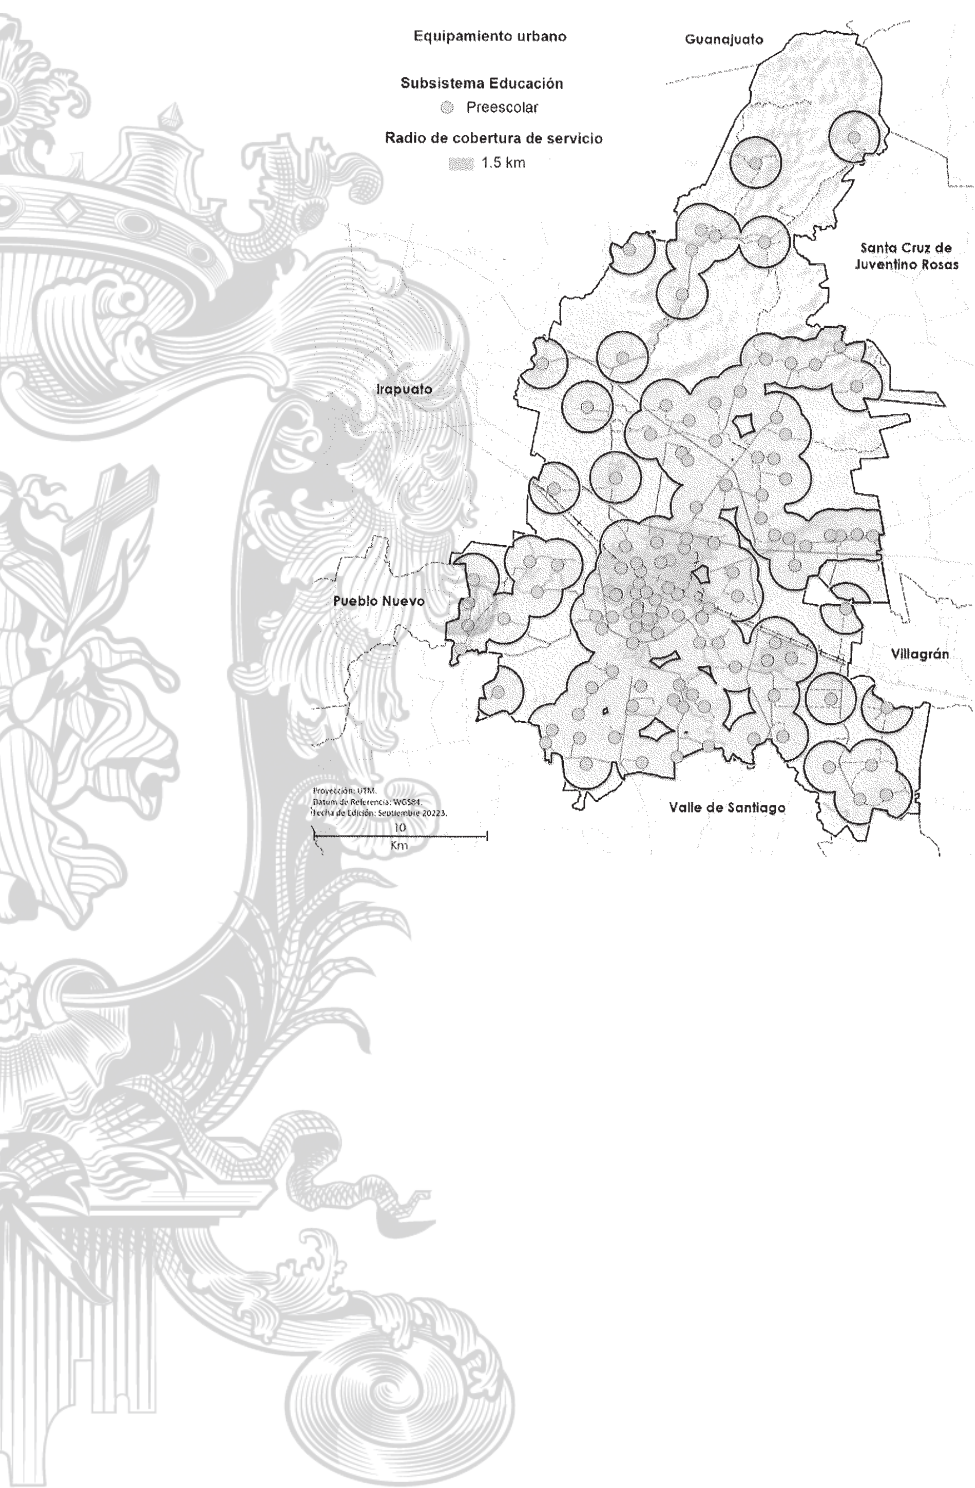 Equipamiento urbano
Guanajuato
Subsistema Educación
Preescolar
Radio de cobertura de servicio
1.5 km
Santa Cruz de
Juventino Rosas
Irapuato
Pueblo Nuevo
Villagrán
Valle de Santiago
Proyección: UTM.
Datum de Referencia: WGS84.
Fecha de Edición: Septiembre 20223.
10
Km